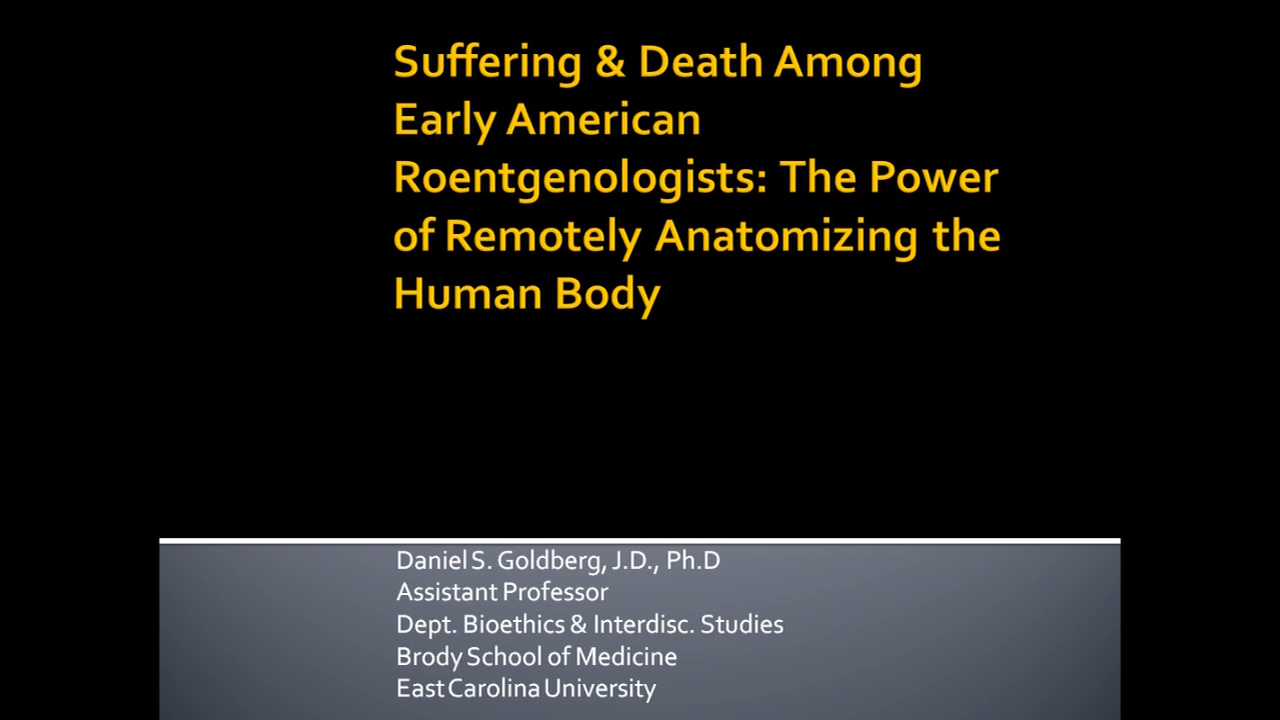 Suffering & Death Among
Early American
Roentgenologists: The Power
of Remotely Anatomizing the
Human Body
Daniel S. Goldberg, J.D., Ph.D
Assistant Professor
Dept. Bioethics & Interdisc. Studies
Brody School of Medicine
East Carolina University